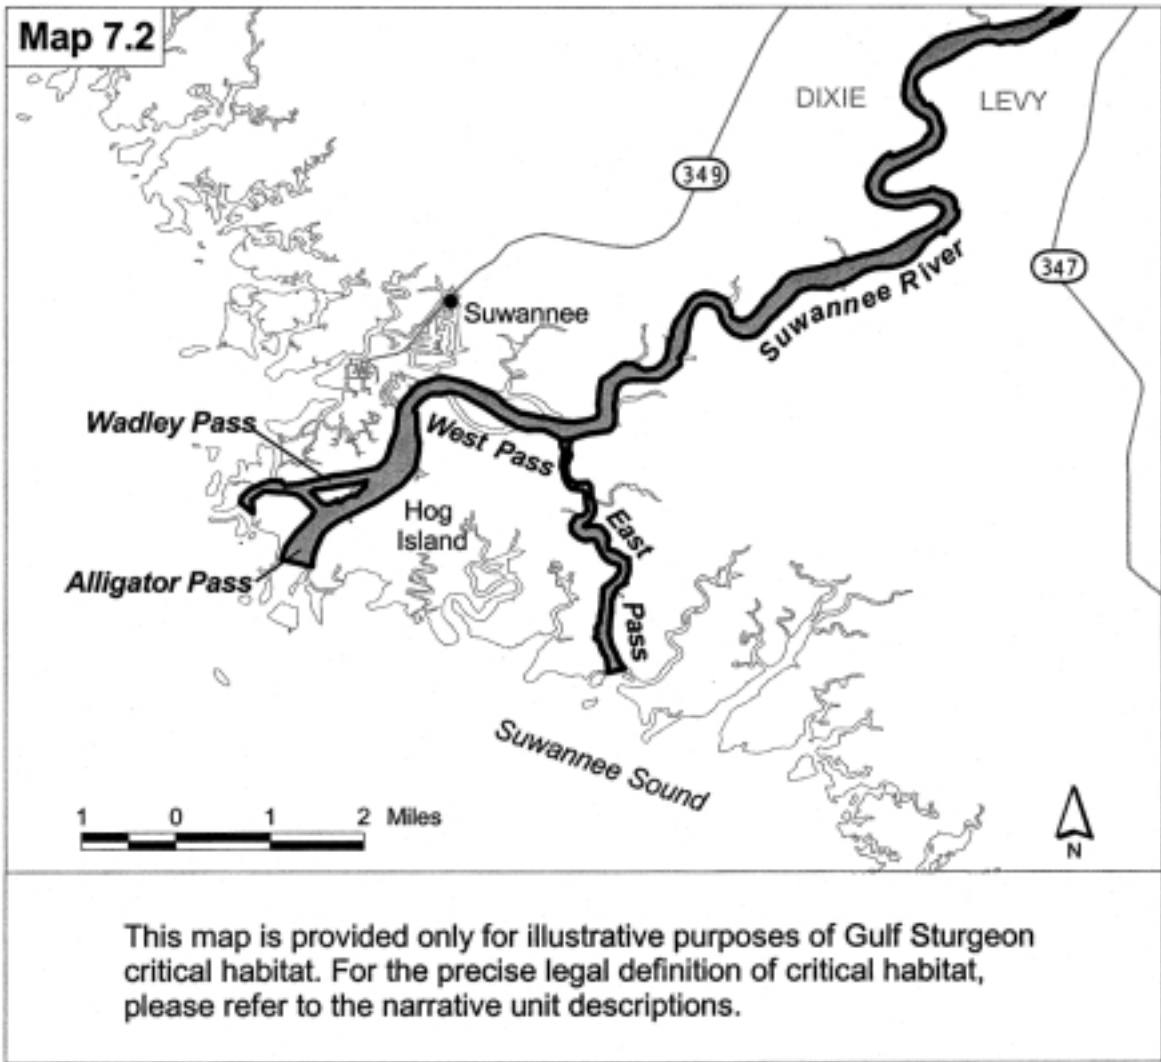 Map 7.2
DIXIE LEVY
349
347
Suwannee River
Suwannee
Wadley Pass
West Pass
Hog
Island
East
Pass
Alligator Pass
Suwannee Sound
1 0 1 2 Miles
N
This map is provided only for illustrative purposes of Gulf Sturgeon
critical habitat. For the precise legal definition of critical habitat,
please refer to the narrative unit descriptions.